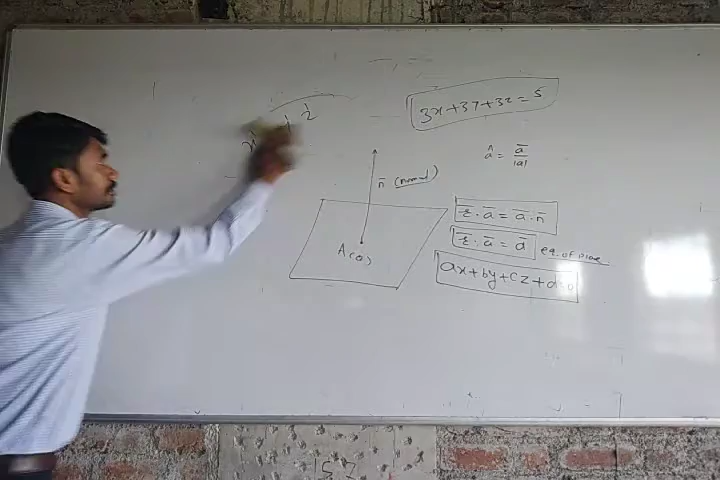 3x+3y+3z=5
â = a̅ / |a|
n̅ (normal)
r̅ . a̅ = a̅ . n̅
r̅ . a̅ = d̅ eq. of plane
A(a)
ax+by+cz+d=0